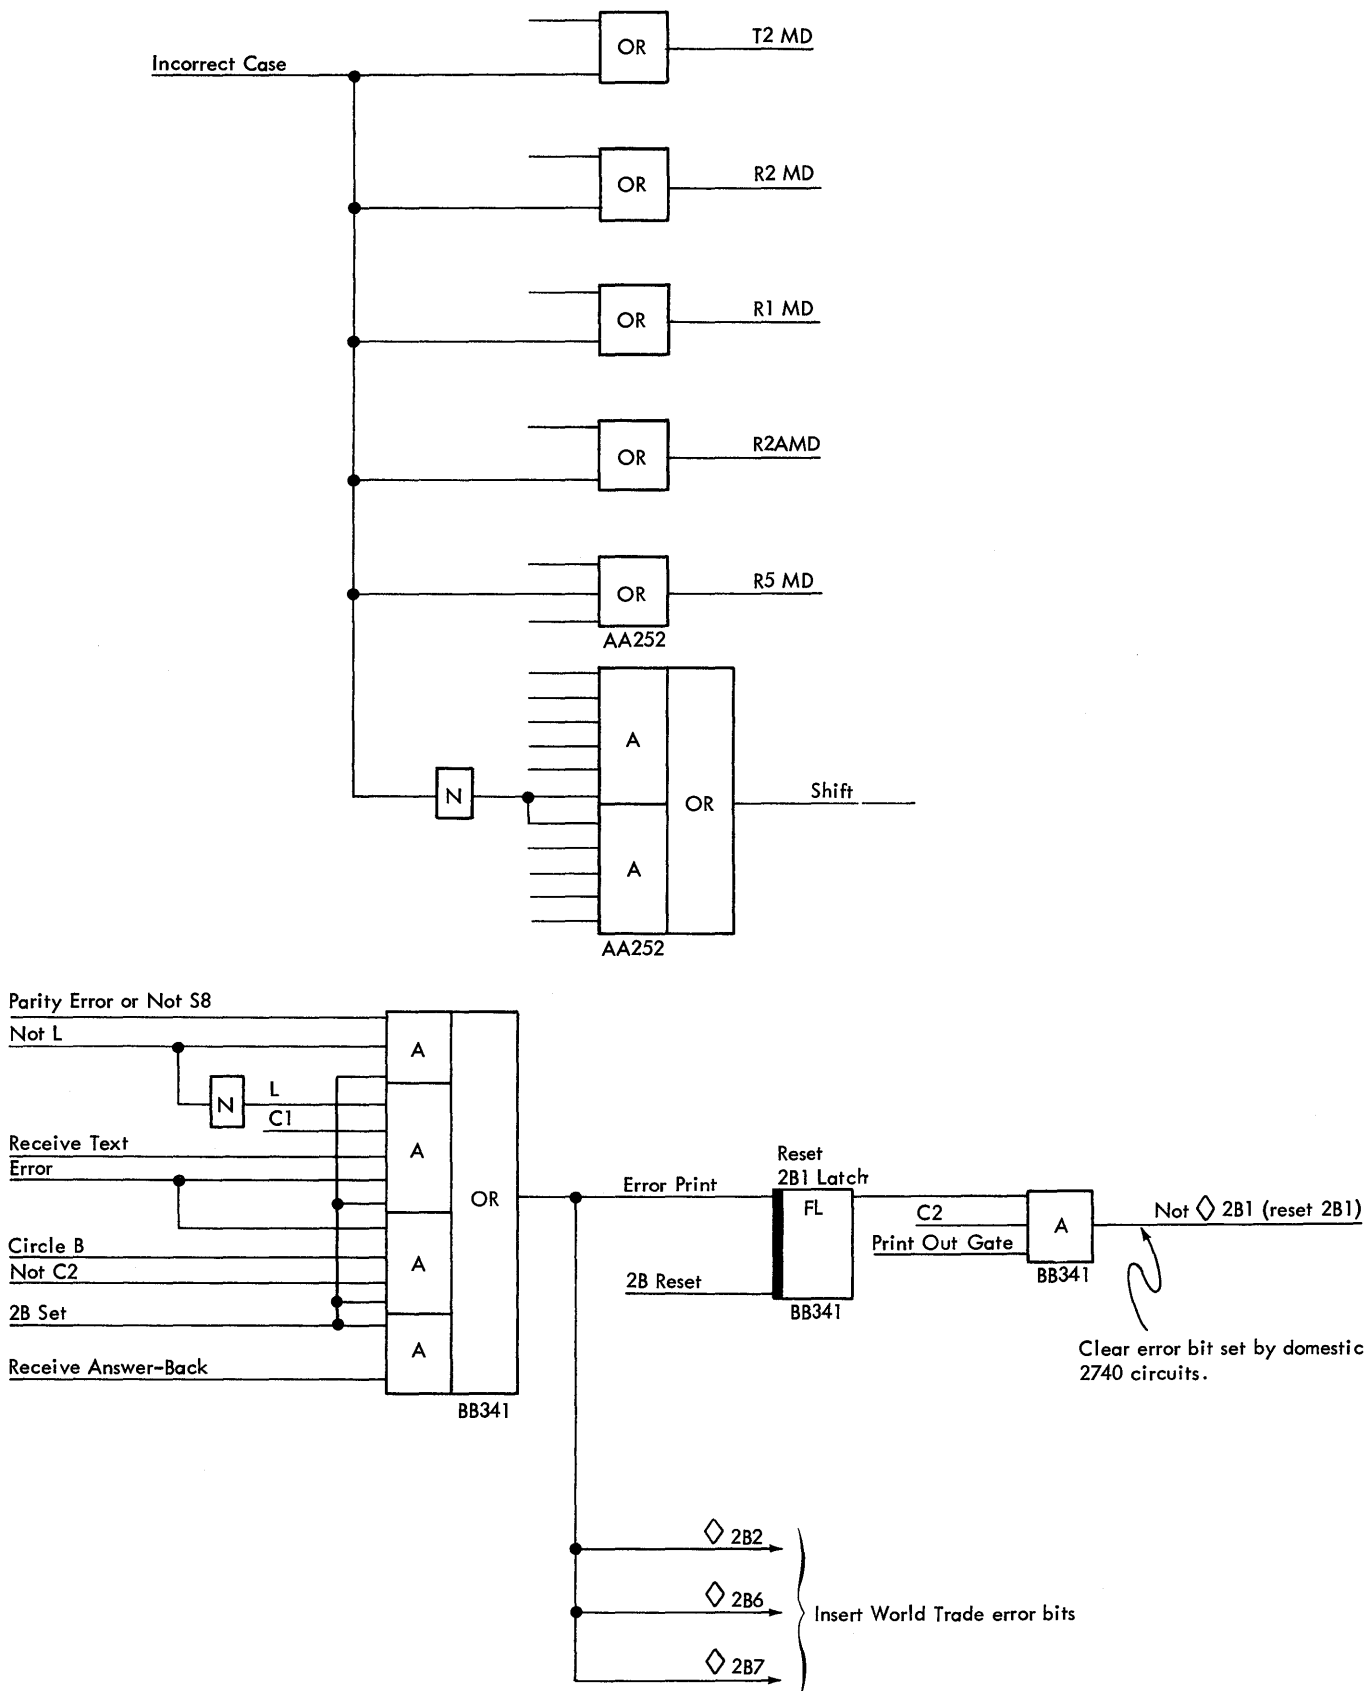 T2 MD
OR
Incorrect Case
R2 MD
OR
R1 MD
OR
R2AMD
OR
R5 MD
OR
AA252
A
N
OR
Shift
A
AA252
Parity Error or Not S8
Not L
A
N
L
C1
Receive Text
A
Error
OR
Circle B
Not C2
A
2B Set
A
Receive Answer-Back
BB341
Error Print
Reset
2B1 Latch
FL
2B Reset
BB341
C2
Print Out Gate
A
BB341
Not ◇ 2B1 (reset 2B1)
Clear error bit set by domestic
2740 circuits.
◇ 2B2
◇ 2B6
Insert World Trade error bits
◇ 2B7